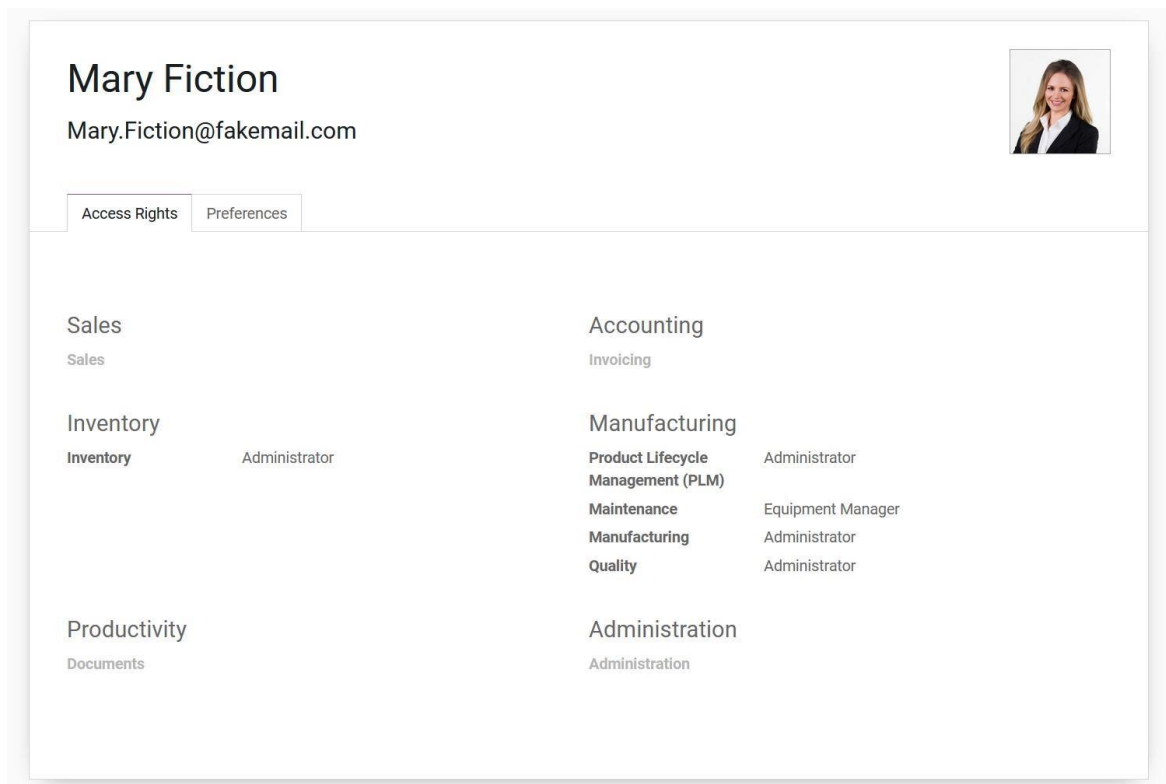 Mary Fiction
Mary.Fiction@fakemail.com
Access Rights Preferences
Sales
Sales
Accounting
Invoicing
Inventory
Inventory Administrator
Manufacturing
Product Lifecycle Administrator
Management (PLM)
Maintenance Equipment Manager
Manufacturing Administrator
Quality Administrator
Productivity
Documents
Administration
Administration